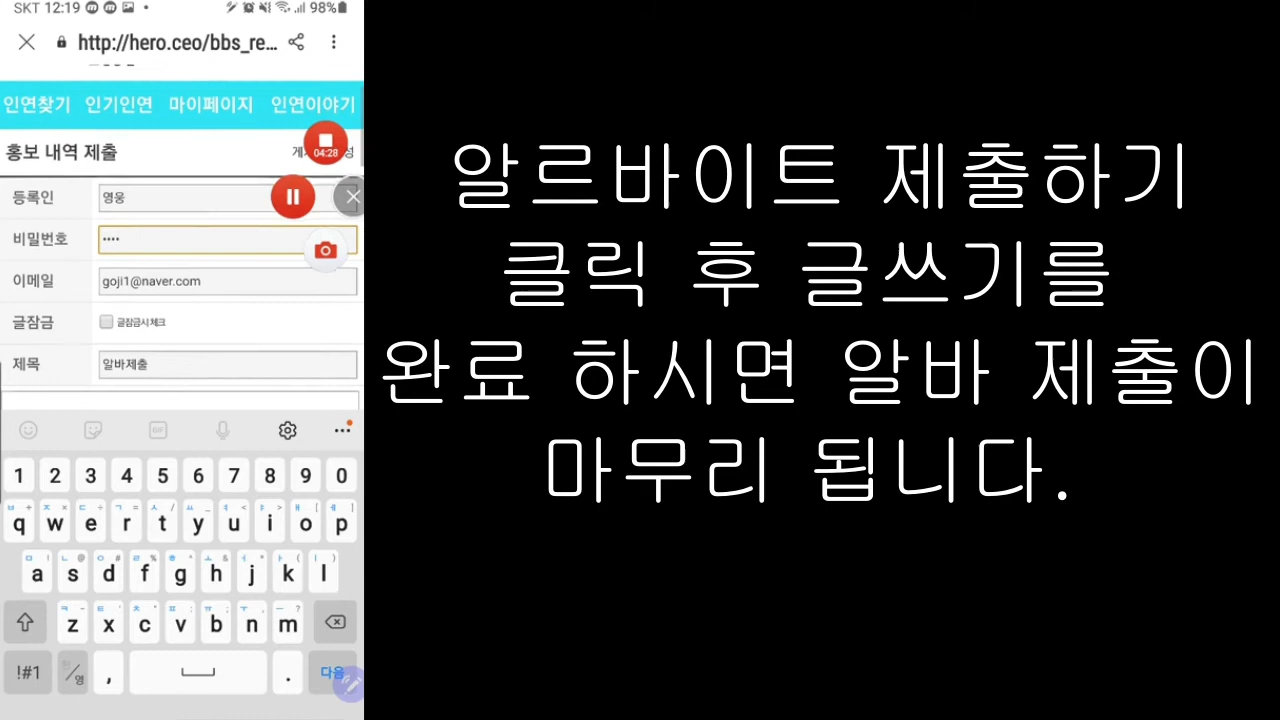 SKT 12:19 98%
http://hero.ceo/bbs_re...
인연찾기 인기인연 마이페이지 인연이야기
홍보 내역 제출
04:28
등록인 영웅
비밀번호 ••••
이메일 goji1@naver.com
글잠금 글잠금시 체크
제목 알바제출
GIF
1 2 3 4 5 6 7 8 9 0
q w e r t y u i o p
a s d f g h j k l
z x c v b n m
!#1 한/영 , . 다음
알르바이트 제출하기
클릭 후 글쓰기를
완료 하시면 알바 제출이
마무리 됩니다.